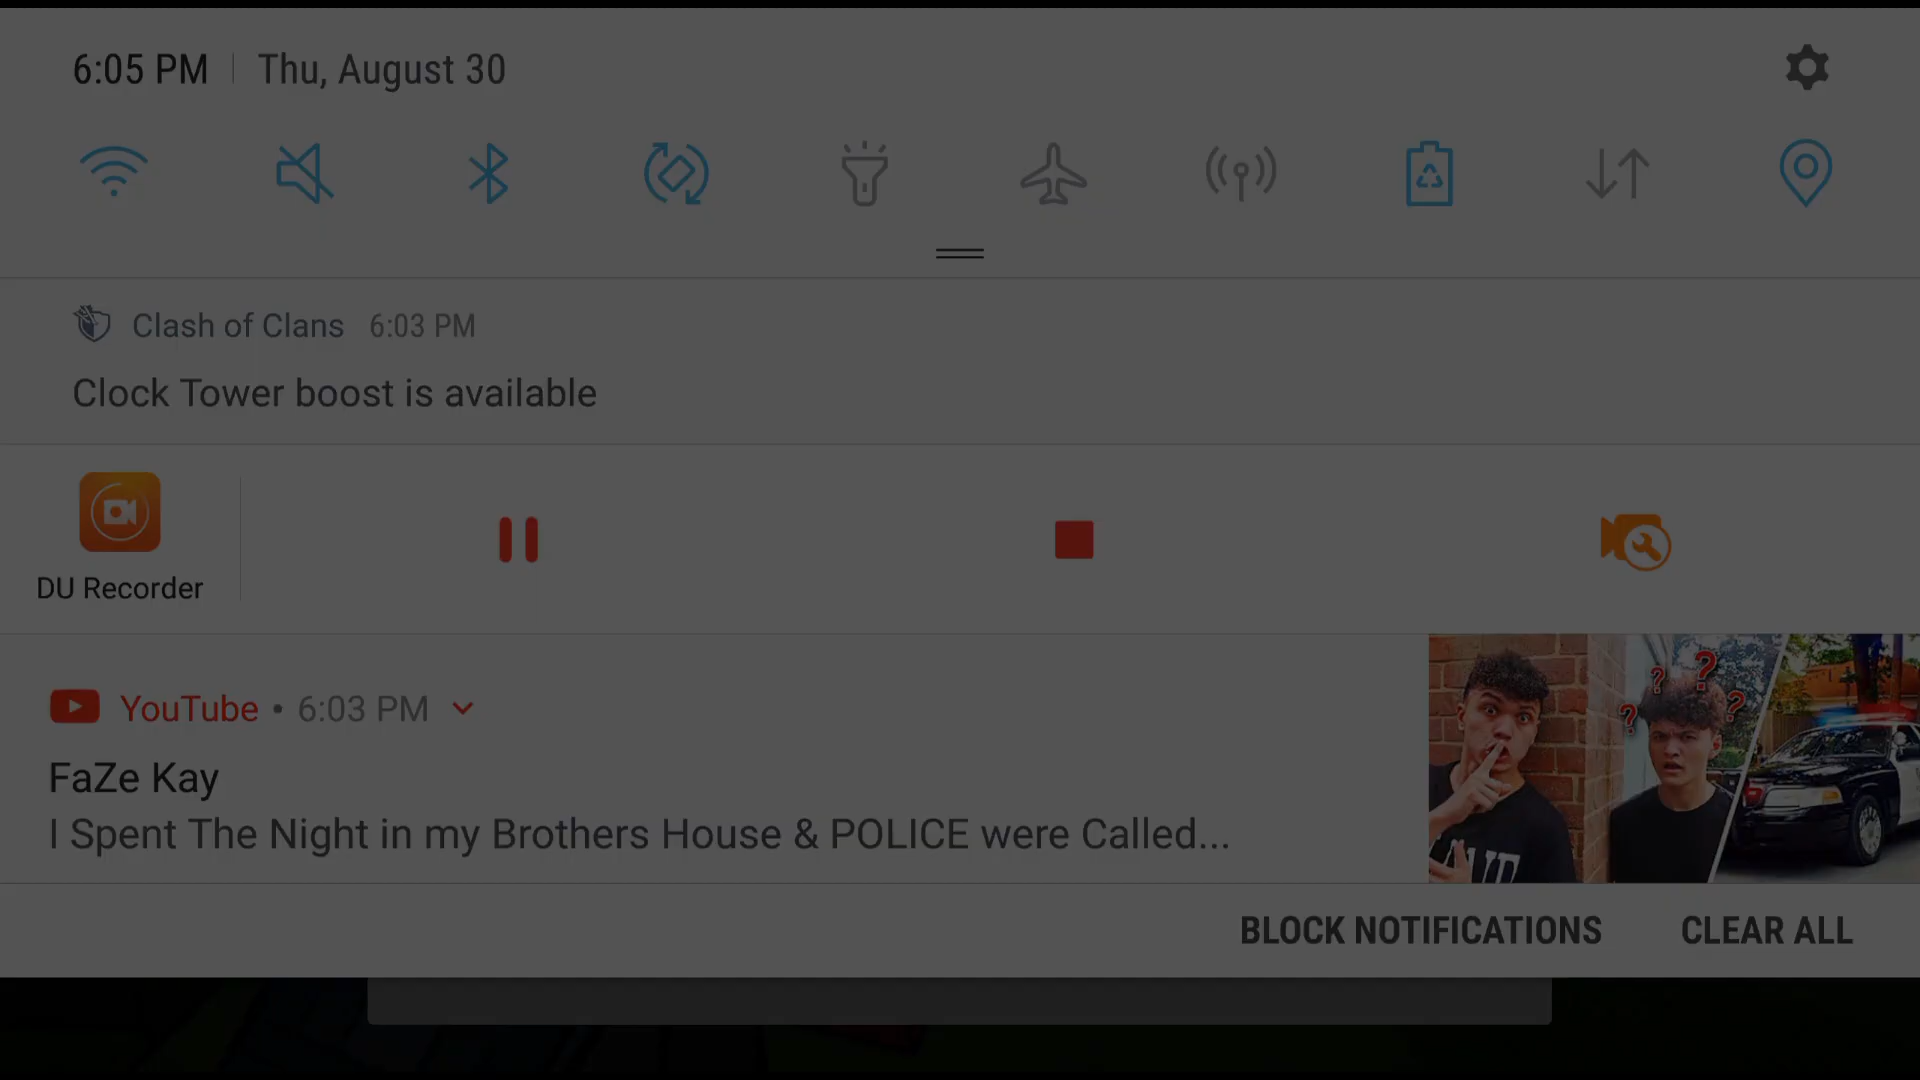 6:05 PM Thu, August 30
Clash of Clans 6:03 PM
Clock Tower boost is available
DU Recorder
YouTube • 6:03 PM
FaZe Kay
I Spent The Night in my Brothers House & POLICE were Called...
? ? ? ?
BLOCK NOTIFICATIONS CLEAR ALL